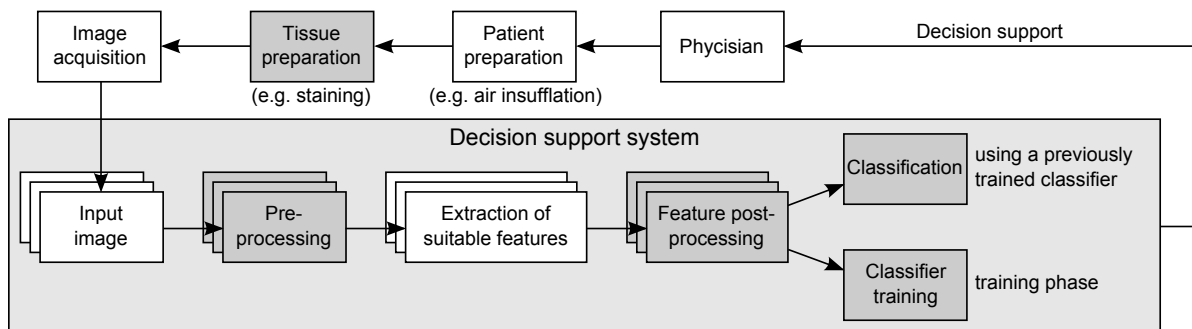 Image
acquisition
Tissue
preparation
(e.g. staining)
Patient
preparation
(e.g. air insufflation)
Phycisian
Decision support
Decision support system
Input
image
Pre-
processing
Extraction of
suitable features
Feature post-
processing
Classification
using a previously
trained classifier
Classifier
training
training phase